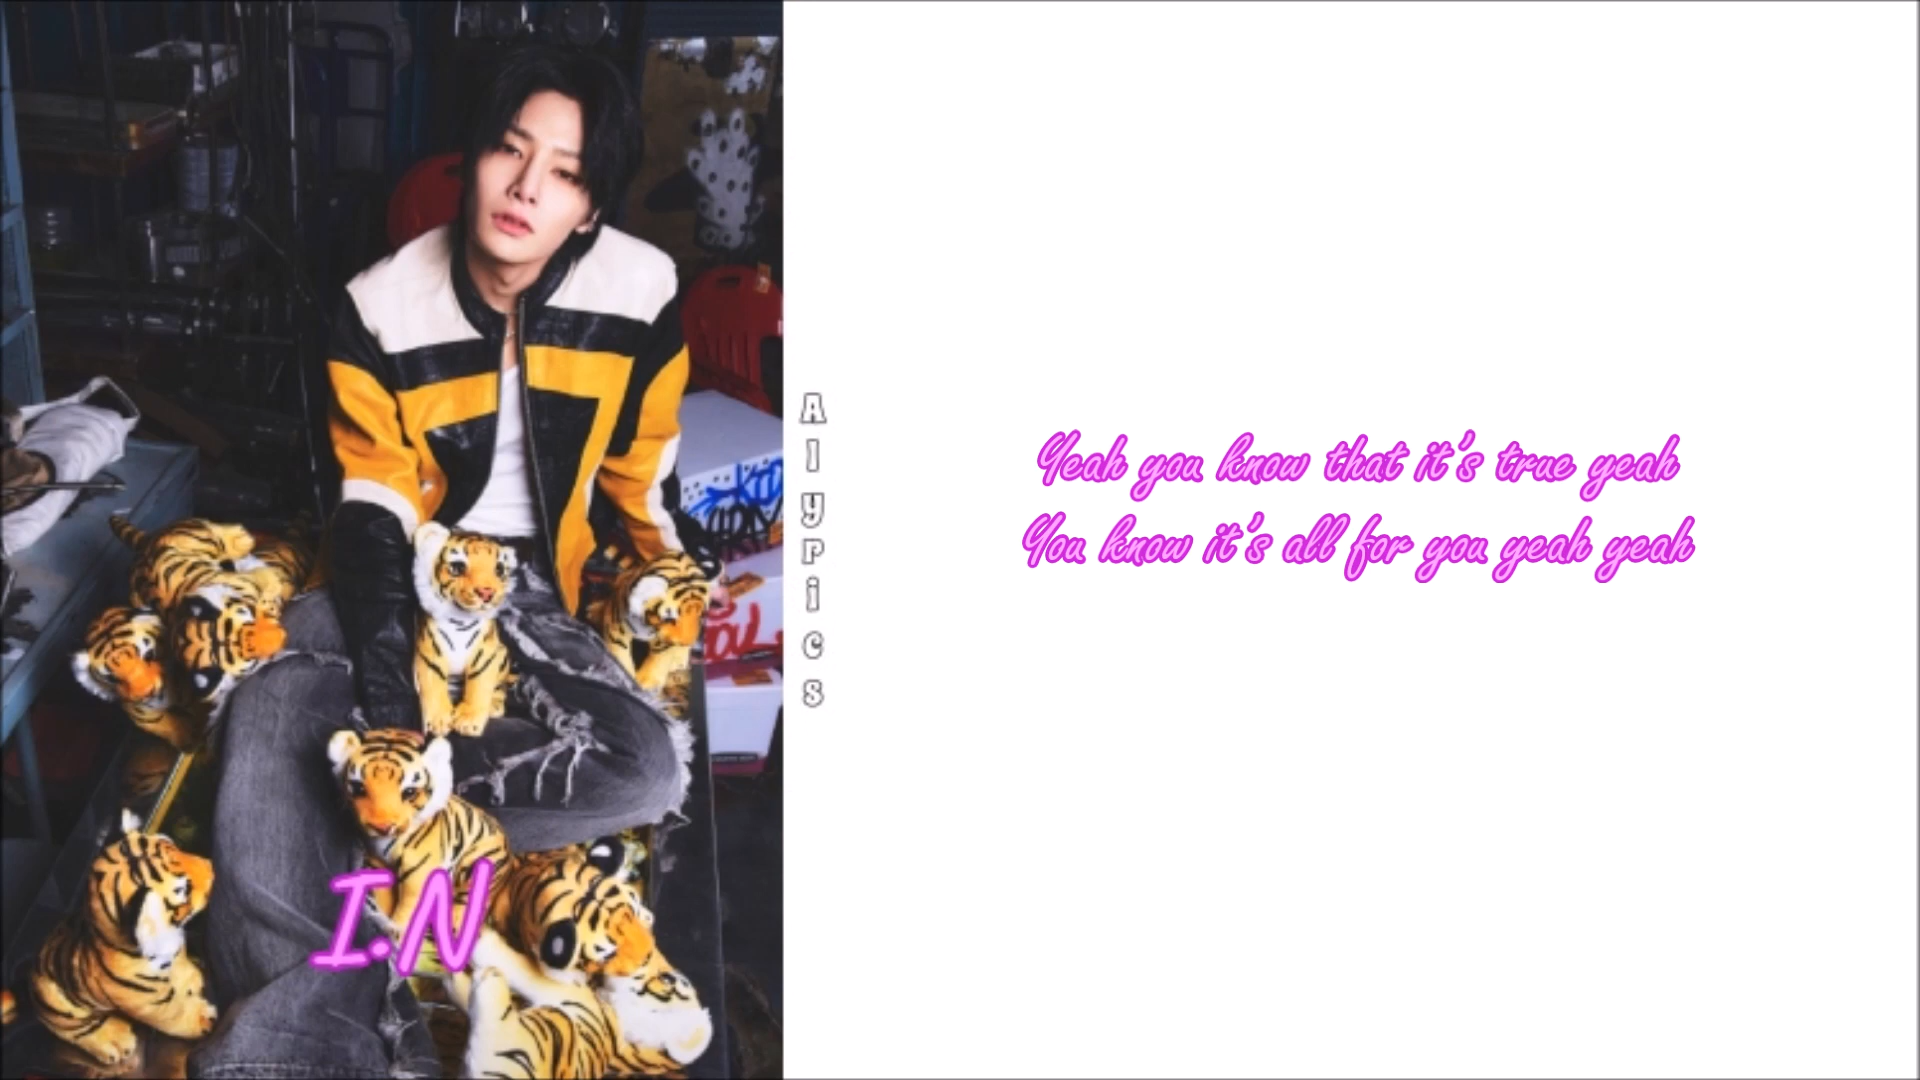 I.N
Alyrics
Yeah you know that it's true yeah
You know it's all for you yeah yeah